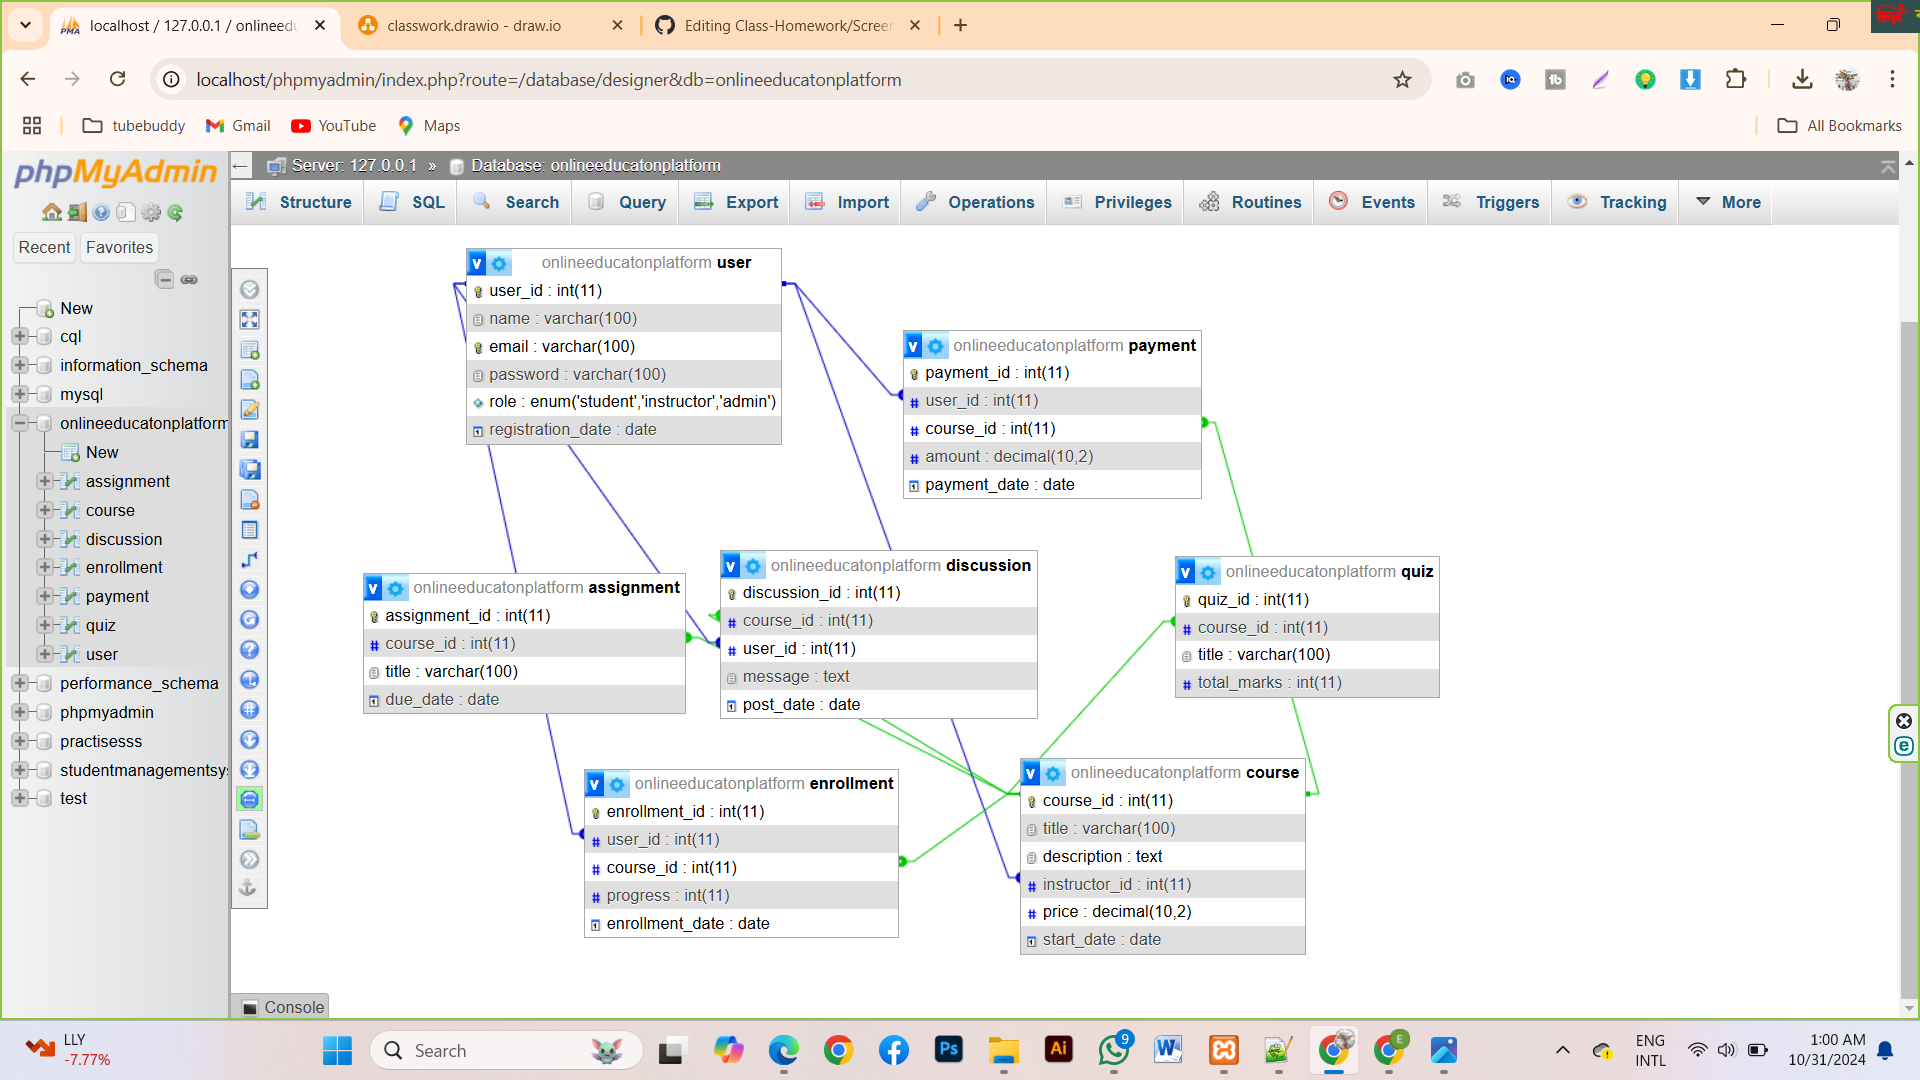 localhost / 127.0.0.1 / onlineedu
classwork.drawio - draw.io
Editing Class-Homework/Screen
localhost/phpmyadmin/index.php?route=/database/designer&db=onlineeducatonplatform
tubebuddy
Gmail
YouTube
Maps
All Bookmarks
phpMyAdmin
Recent
Favorites
New
cql
information_schema
mysql
onlineeducatonplatform
New
assignment
course
discussion
enrollment
payment
quiz
user
performance_schema
phpmyadmin
practisesss
studentmanagementsy
test
Server: 127.0.0.1 » Database: onlineeducatonplatform
Structure
SQL
Search
Query
Export
Import
Operations
Privileges
Routines
Events
Triggers
Tracking
More
v onlineeducatonplatform user
user_id : int(11)
name : varchar(100)
email : varchar(100)
password : varchar(100)
role : enum('student','instructor','admin')
registration_date : date
v onlineeducatonplatform payment
payment_id : int(11)
# user_id : int(11)
# course_id : int(11)
# amount : decimal(10,2)
payment_date : date
v onlineeducatonplatform assignment
assignment_id : int(11)
# course_id : int(11)
title : varchar(100)
due_date : date
v onlineeducatonplatform discussion
discussion_id : int(11)
# course_id : int(11)
# user_id : int(11)
message : text
post_date : date
v onlineeducatonplatform quiz
quiz_id : int(11)
# course_id : int(11)
title : varchar(100)
# total_marks : int(11)
v onlineeducatonplatform enrollment
enrollment_id : int(11)
# user_id : int(11)
# course_id : int(11)
# progress : int(11)
enrollment_date : date
v onlineeducatonplatform course
course_id : int(11)
title : varchar(100)
description : text
# instructor_id : int(11)
# price : decimal(10,2)
start_date : date
Console
LLY
-7.77%
Search
Ps
Ai
9
E
ENG
INTL
1:00 AM
10/31/2024